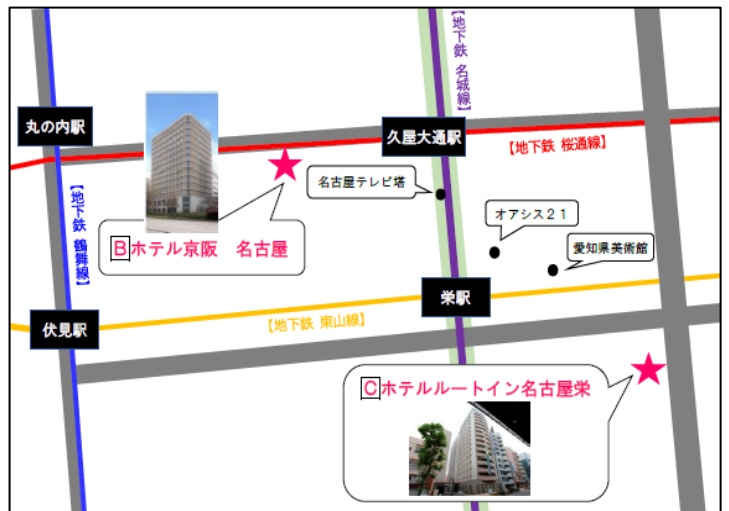 【地下鉄 名城線】
丸の内駅
久屋大通駅
【地下鉄 桜通線】
名古屋テレビ塔
【地下鉄 鶴舞線】
オアシス21
B ホテル京阪 名古屋
愛知県美術館
栄駅
伏見駅
【地下鉄 東山線】
C ホテルルートイン名古屋栄